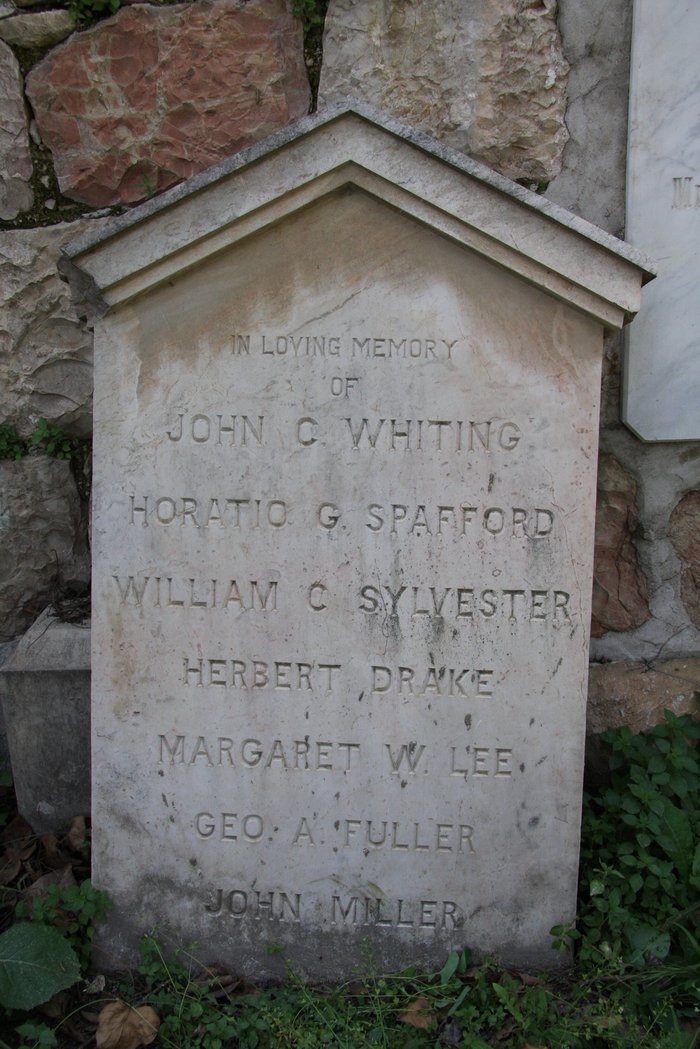 IN LOVING MEMORY
OF
JOHN C. WHITING
HORATIO G. SPAFFORD
WILLIAM C. SYLVESTER
HERBERT DRAKE
MARGARET W. LEE
GEO. A. FULLER
JOHN MILLER